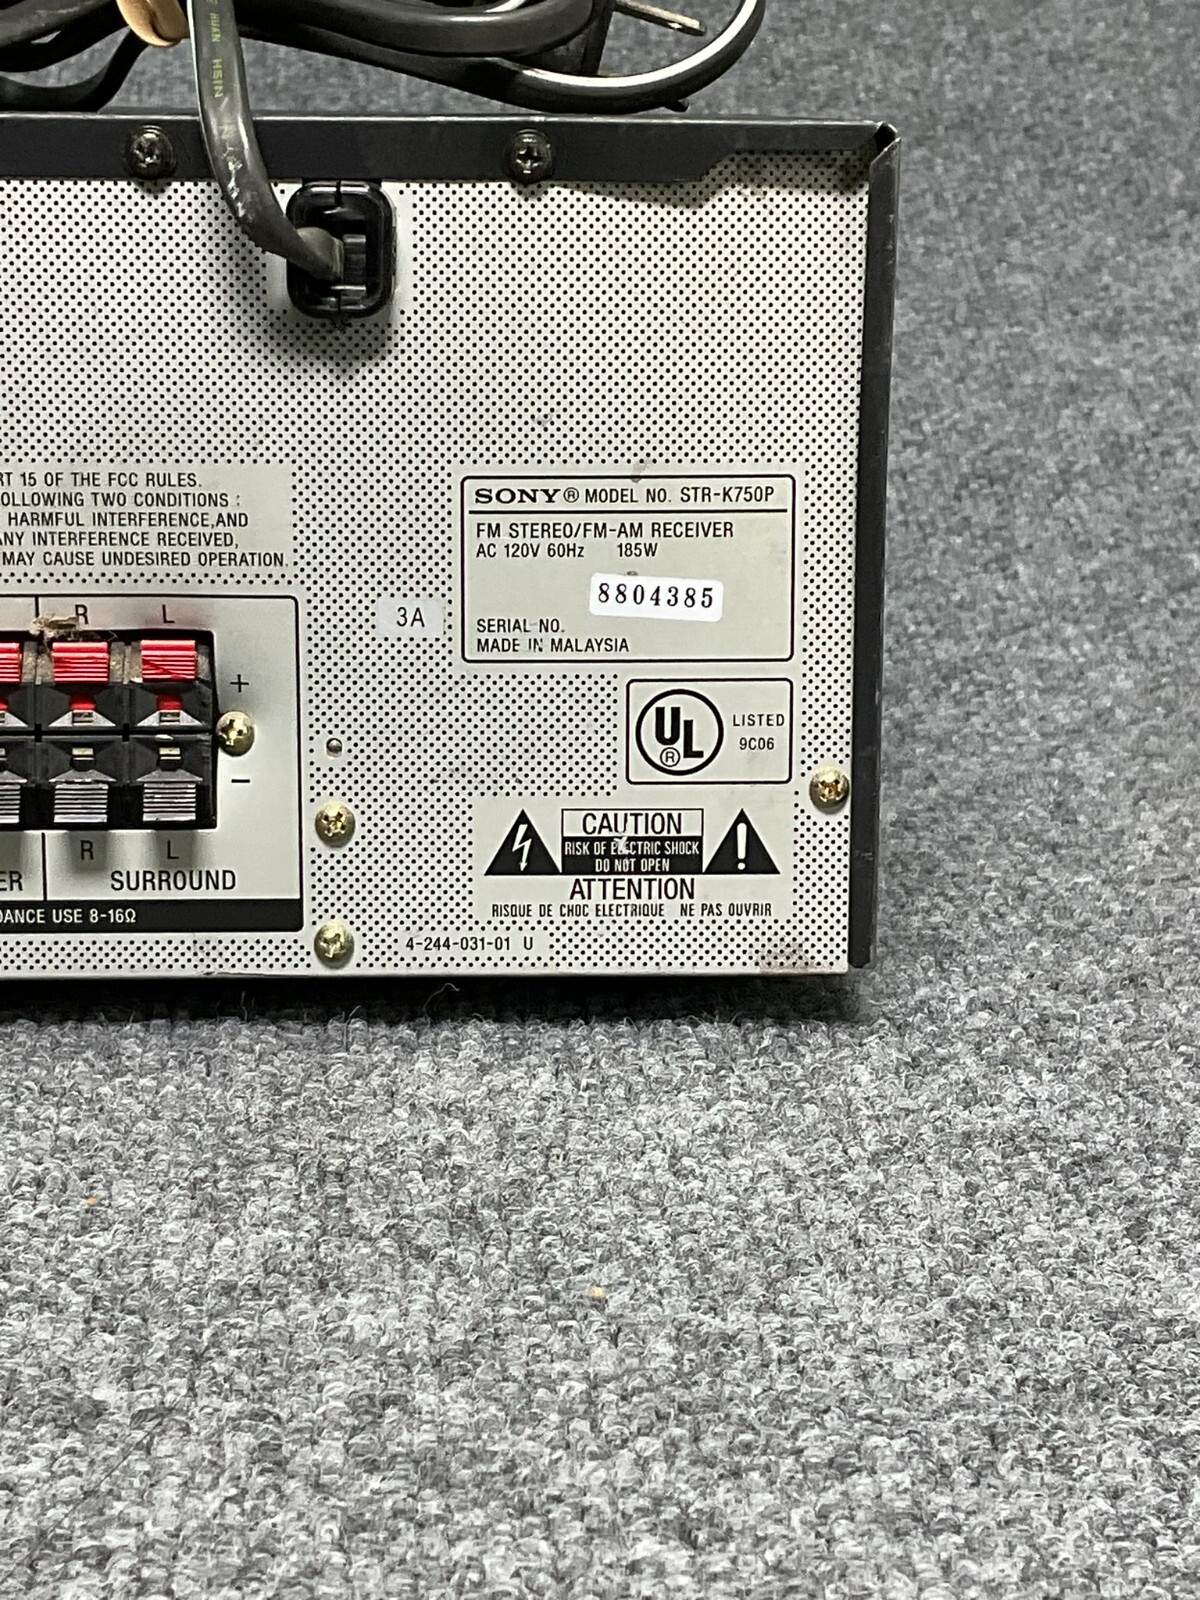 HUAN HSIN
RT 15 OF THE FCC RULES.
OLLOWING TWO CONDITIONS :
HARMFUL INTERFERENCE,AND
ANY INTERFERENCE RECEIVED,
MAY CAUSE UNDESIRED OPERATION.
SONY® MODEL NO. STR-K750P
FM STEREO/FM-AM RECEIVER
AC 120V 60Hz 185W
8804385
SERIAL NO.
MADE IN MALAYSIA
3A
R L
+
−
R L
ER SURROUND
DANCE USE 8-16Ω
UL ® LISTED
9C06
CAUTION
RISK OF ELECTRIC SHOCK
DO NOT OPEN
ATTENTION
RISQUE DE CHOC ELECTRIQUE NE PAS OUVRIR
4-244-031-01 U